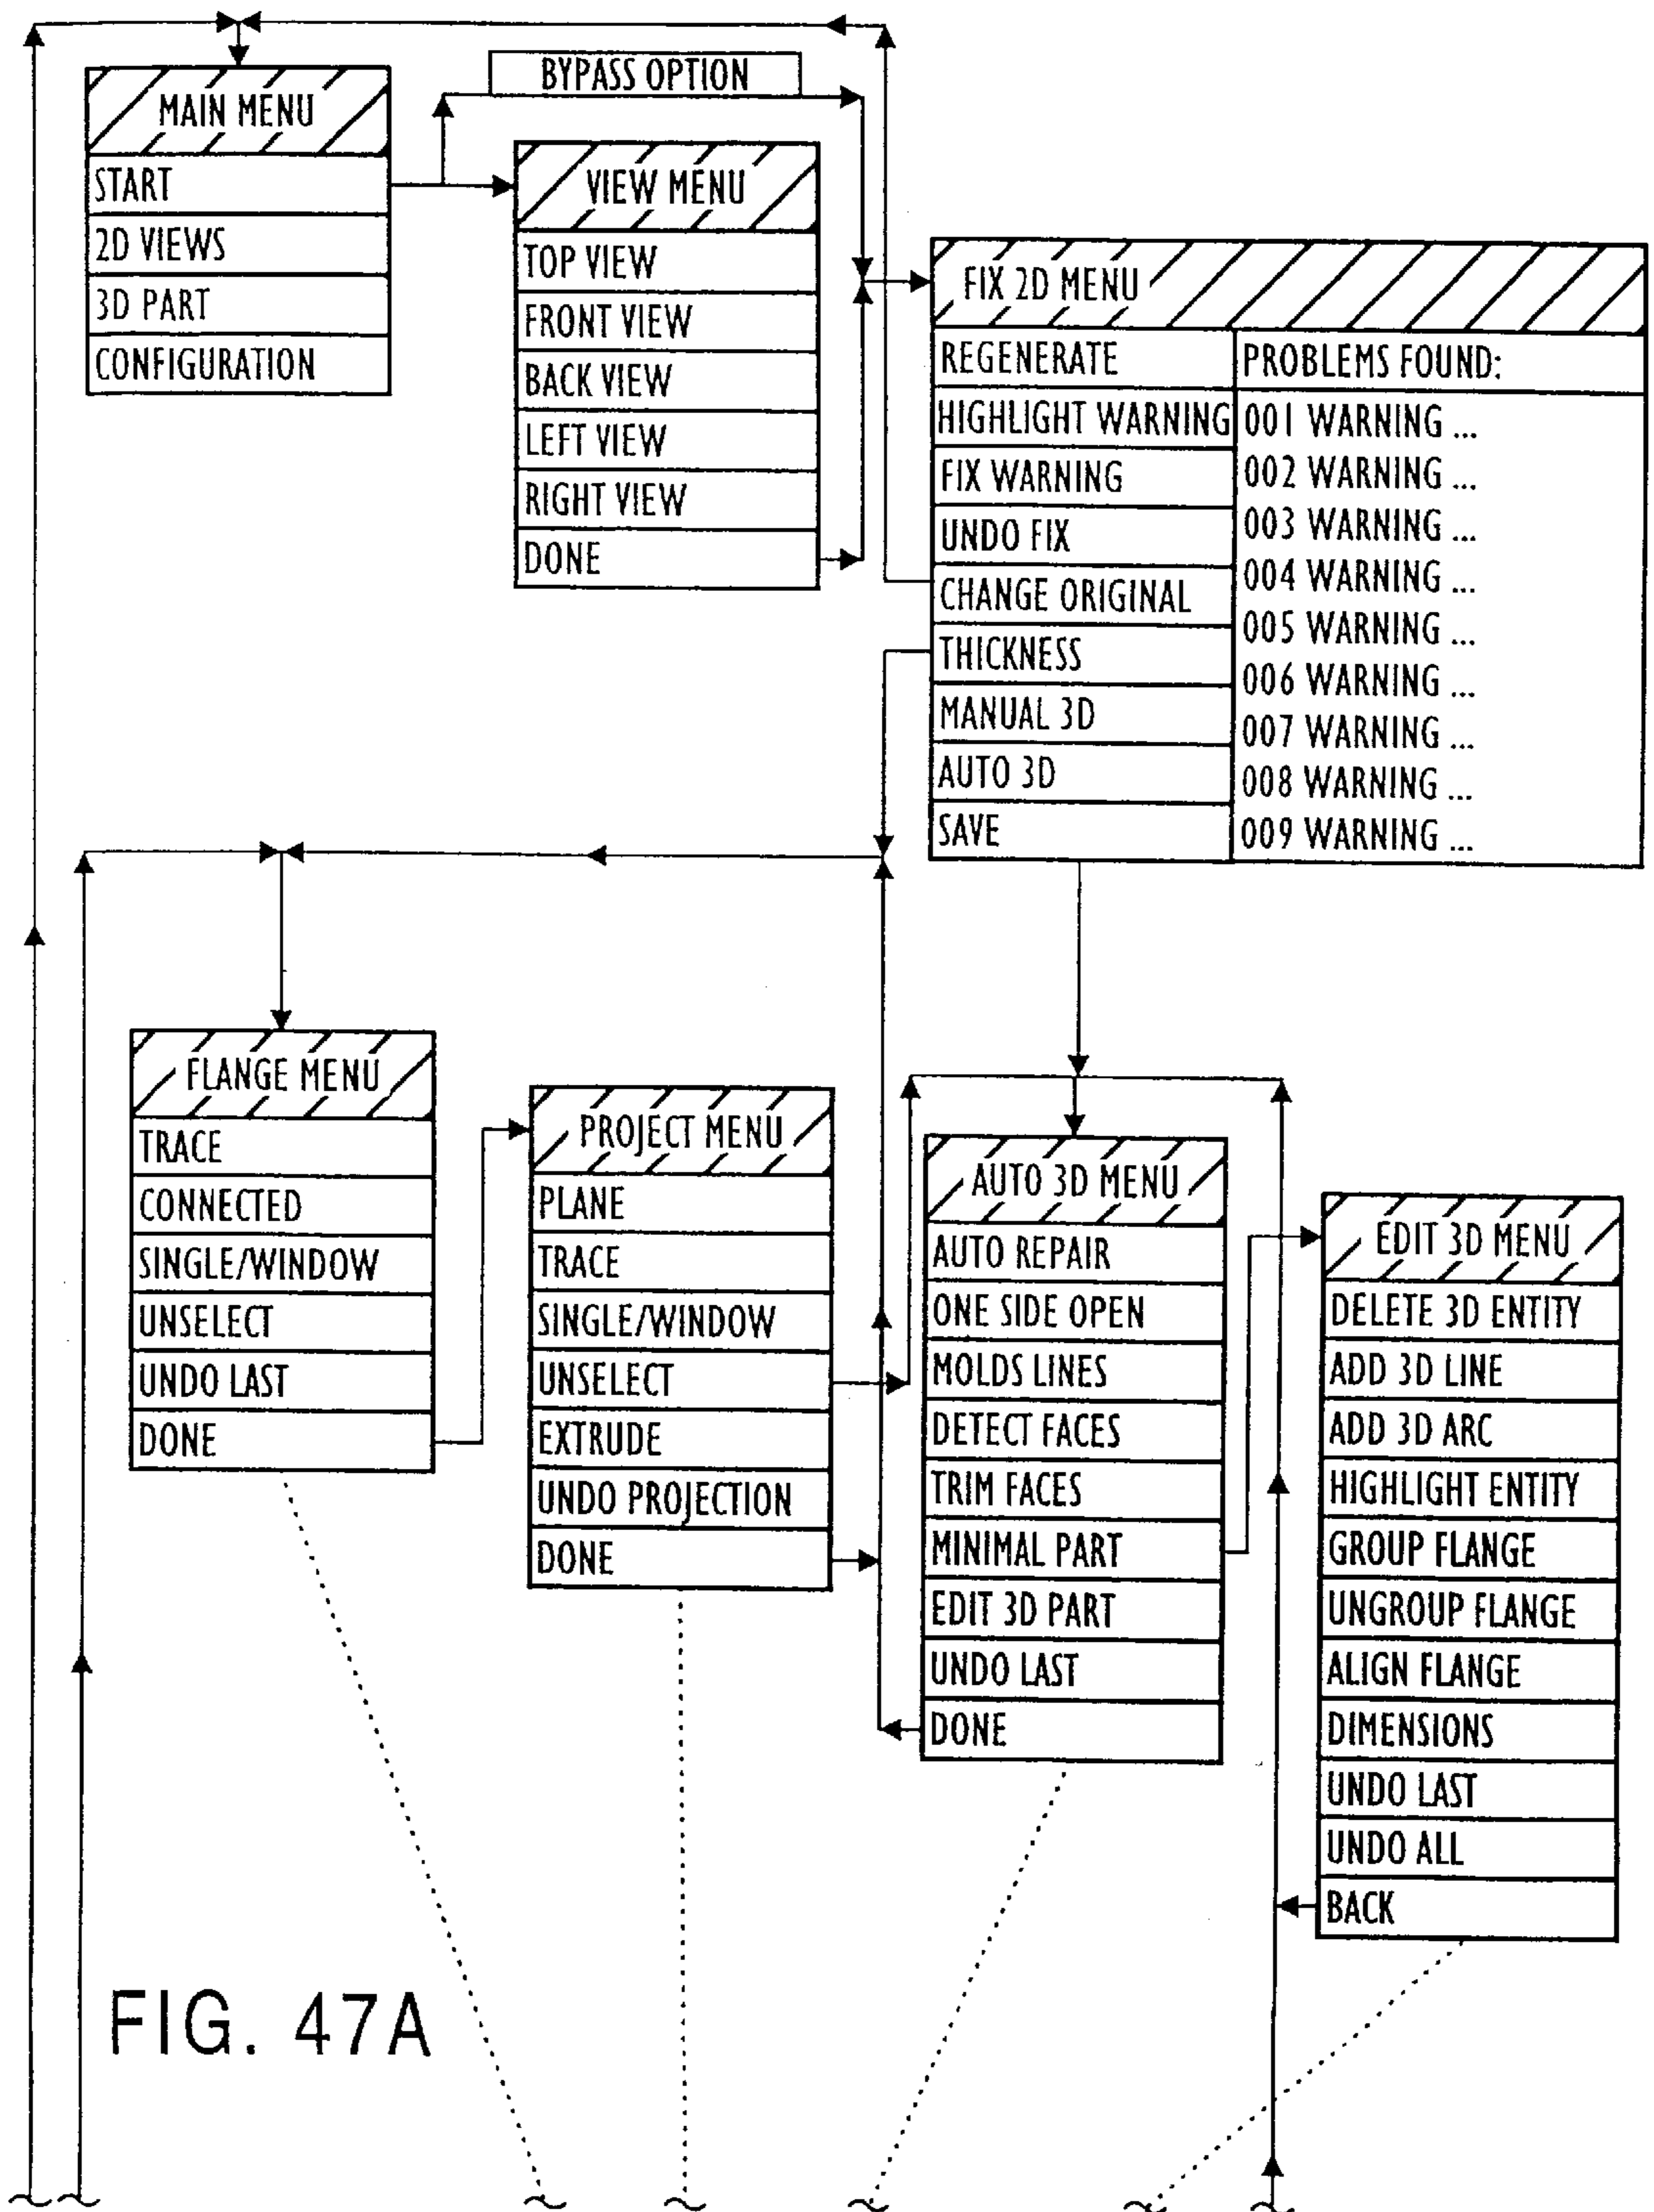 BYPASS OPTION
MAIN MENU
START
2D VIEWS
3D PART
CONFIGURATION
VIEW MENU
TOP VIEW
FRONT VIEW
BACK VIEW
LEFT VIEW
RIGHT VIEW
DONE
FIX 2D MENU
REGENERATE
HIGHLIGHT WARNING
FIX WARNING
UNDO FIX
CHANGE ORIGINAL
THICKNESS
MANUAL 3D
AUTO 3D
SAVE
PROBLEMS FOUND:
001 WARNING ...
002 WARNING ...
003 WARNING ...
004 WARNING ...
005 WARNING ...
006 WARNING ...
007 WARNING ...
008 WARNING ...
009 WARNING ...
FLANGE MENU
TRACE
CONNECTED
SINGLE/WINDOW
UNSELECT
UNDO LAST
DONE
PROJECT MENU
PLANE
TRACE
SINGLE/WINDOW
UNSELECT
EXTRUDE
UNDO PROJECTION
DONE
AUTO 3D MENU
AUTO REPAIR
ONE SIDE OPEN
MOLDS LINES
DETECT FACES
TRIM FACES
MINIMAL PART
EDIT 3D PART
UNDO LAST
DONE
EDIT 3D MENU
DELETE 3D ENTITY
ADD 3D LINE
ADD 3D ARC
HIGHLIGHT ENTITY
GROUP FLANGE
UNGROUP FLANGE
ALIGN FLANGE
DIMENSIONS
UNDO LAST
UNDO ALL
BACK
FIG. 47A